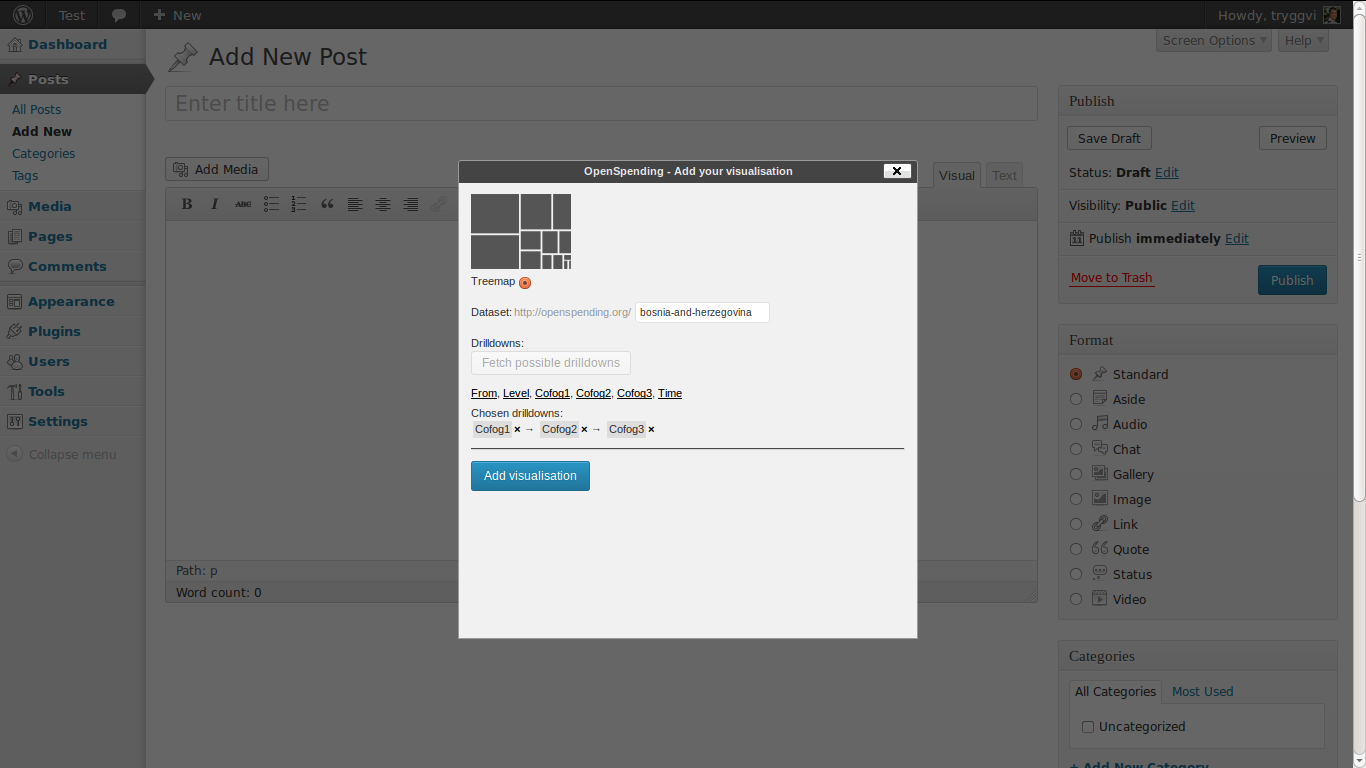 Test
New
Howdy, tryggvi
Dashboard
Posts
All Posts
Add New
Categories
Tags
Media
Pages
Comments
Appearance
Plugins
Users
Tools
Settings
Collapse menu
Screen Options
Help
Add New Post
Enter title here
Add Media
Visual
Text
B I ABC
Path: p
Word count: 0
OpenSpending - Add your visualisation
Treemap
Dataset: http://openspending.org/ bosnia-and-herzegovina
Drilldowns:
Fetch possible drilldowns
From, Level, Cofog1, Cofog2, Cofog3, Time
Chosen drilldowns:
Cofog1 × → Cofog2 × → Cofog3 ×
Add visualisation
Publish
Save Draft
Preview
Status: Draft Edit
Visibility: Public Edit
Publish immediately Edit
Move to Trash
Publish
Format
Standard
Aside
Audio
Chat
Gallery
Image
Link
Quote
Status
Video
Categories
All Categories
Most Used
Uncategorized
+ Add New Category